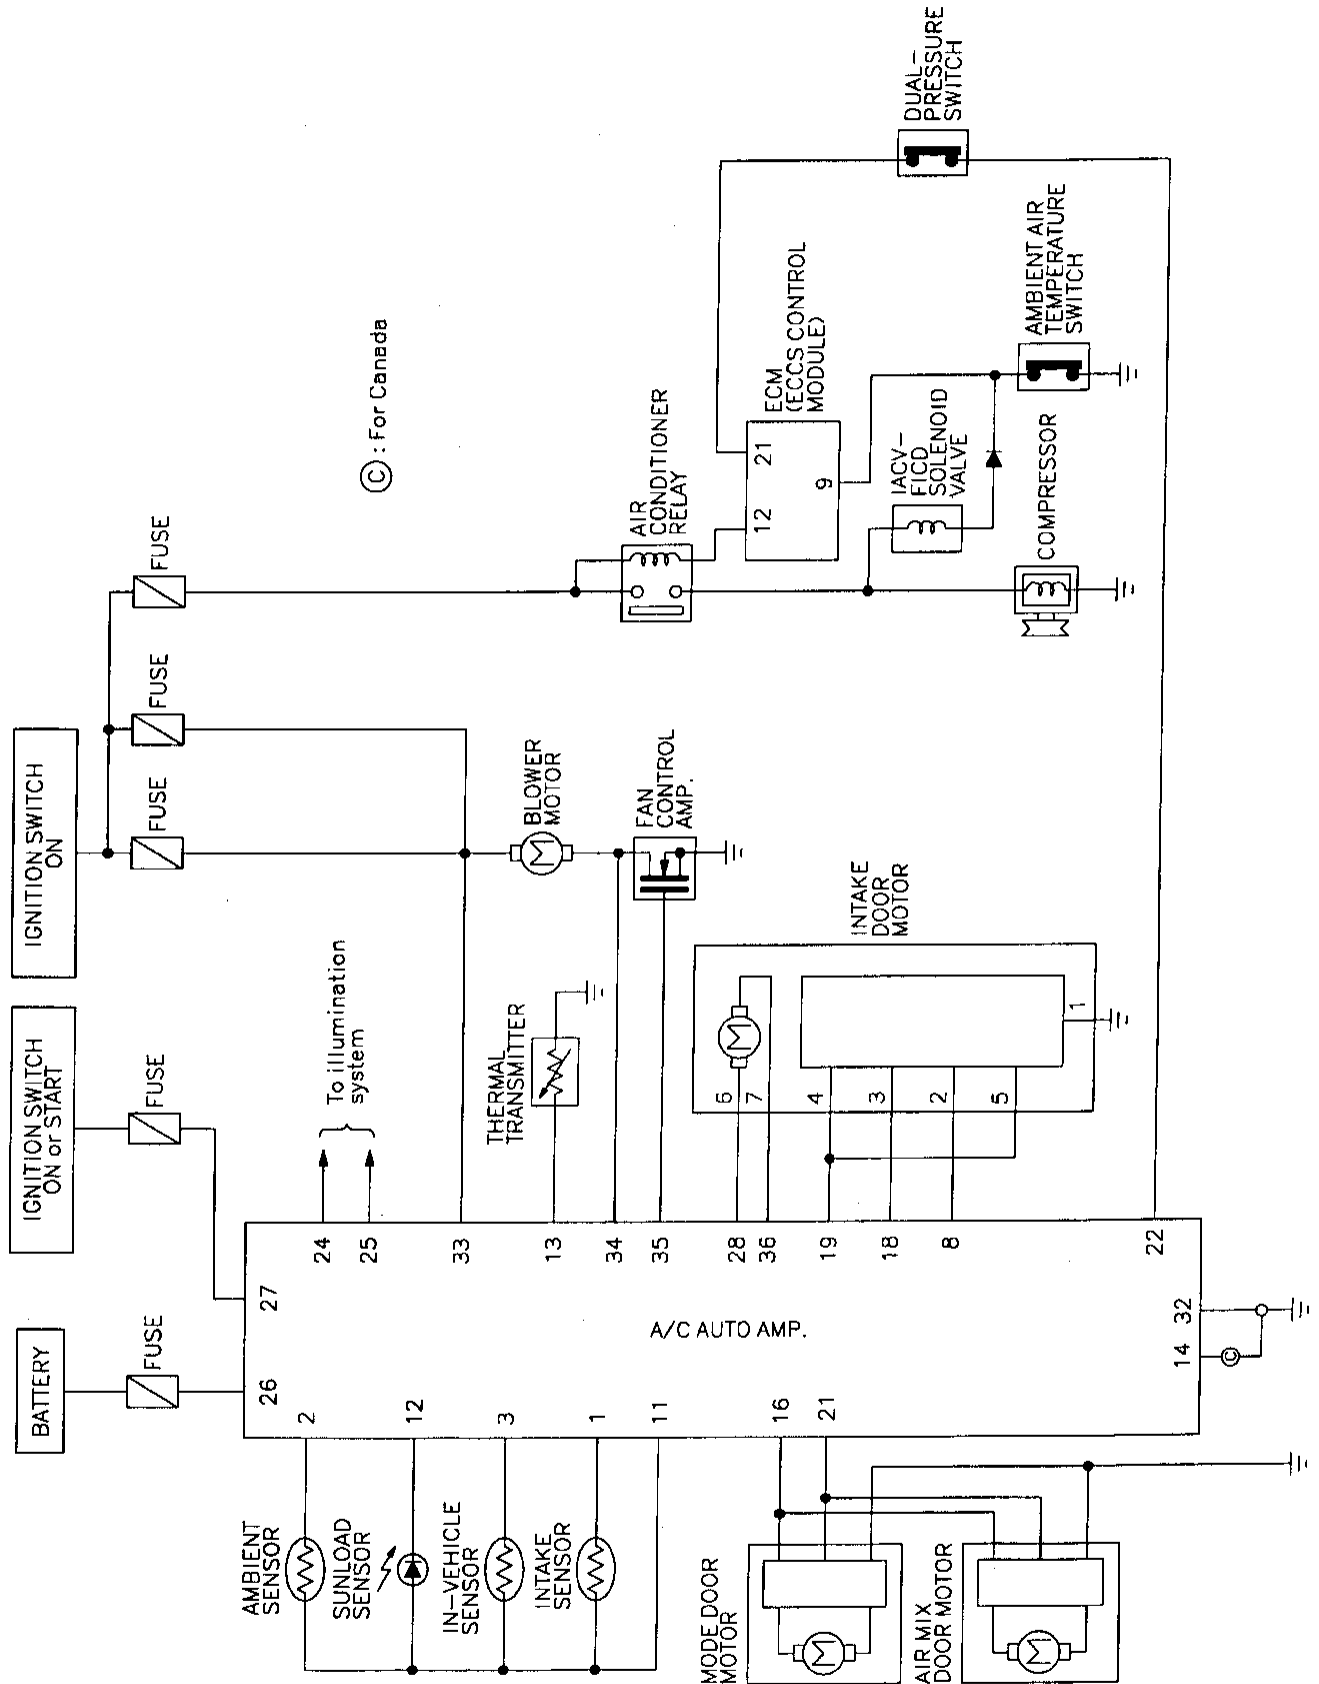 BATTERY
FUSE
IGNITION SWITCH
ON or START
FUSE
IGNITION SWITCH
ON
FUSE
FUSE
FUSE
Ⓒ : For Canada
To illumination
system
THERMAL
TRANSMITTER
BLOWER
MOTOR
FAN
CONTROL
AMP.
AIR
CONDITIONER
RELAY
ECM
(ECCS CONTROL
MODULE)
12
21
9
IACV-
FICD
SOLENOID
VALVE
COMPRESSOR
AMBIENT AIR
TEMPERATURE
SWITCH
DUAL-
PRESSURE
SWITCH
INTAKE
DOOR
MOTOR
M
M
6
7
4
3
2
5
1
26
27
24
25
33
13
34
35
28
36
19
18
8
22
A/C AUTO AMP.
2
12
3
1
11
16
21
14
32
C
AMBIENT
SENSOR
SUNLOAD
SENSOR
IN-VEHICLE
SENSOR
INTAKE
SENSOR
MODE DOOR
MOTOR
M
AIR MIX
DOOR MOTOR
M